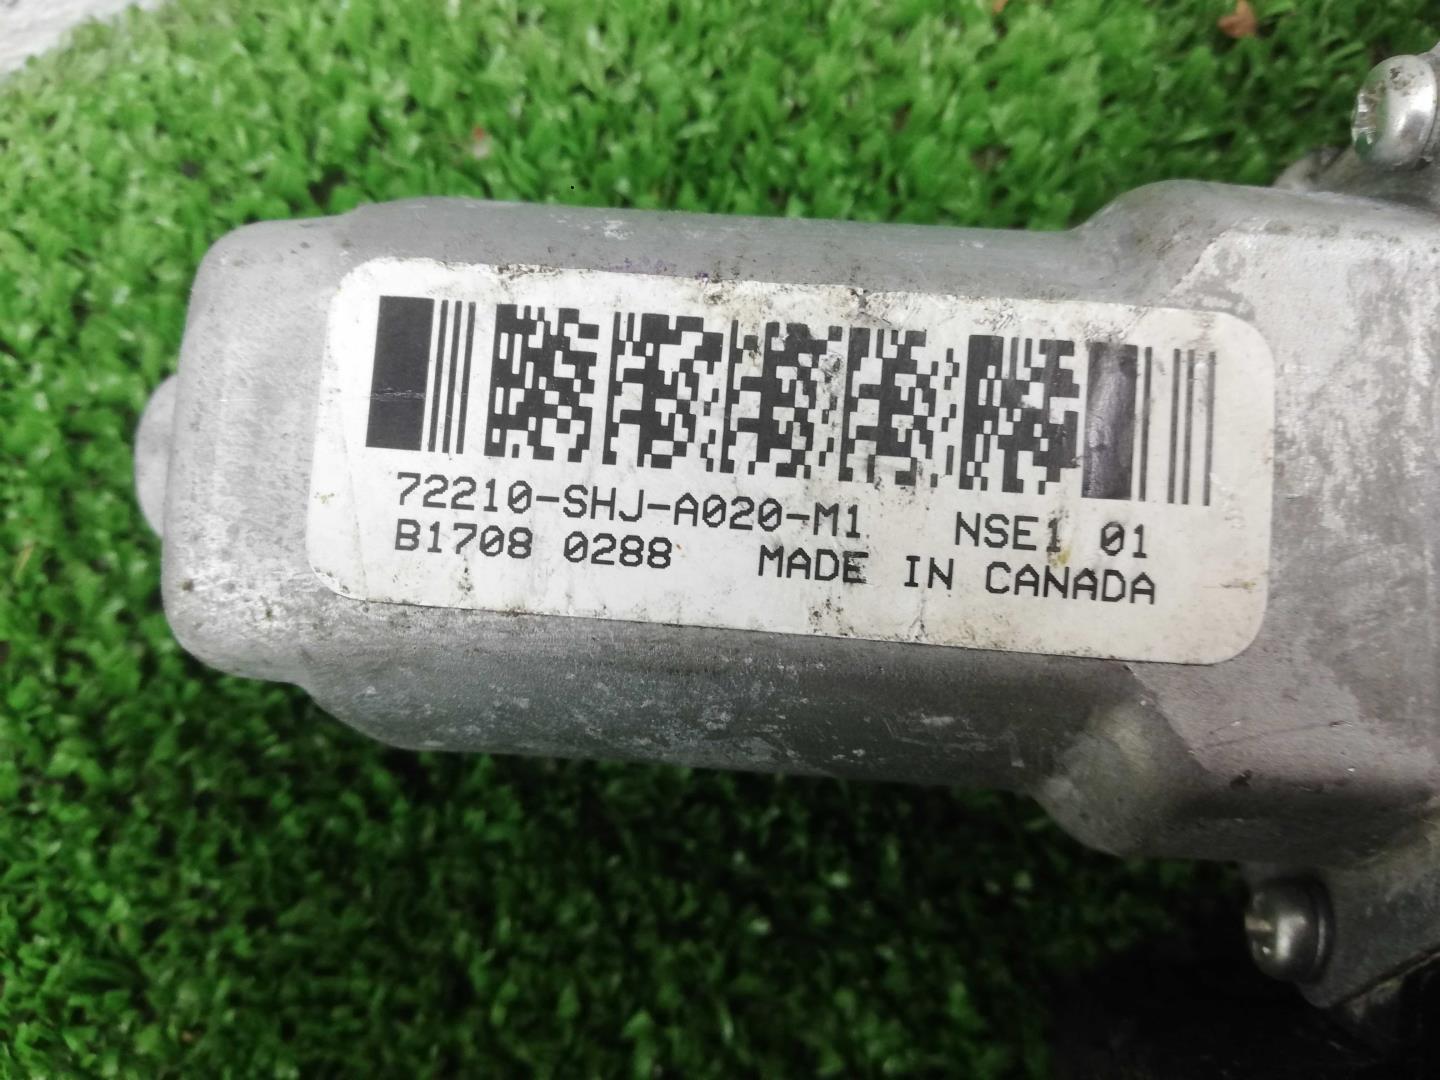 72210-SHJ-A020-M1 NSE1 01
B1708 0288 MADE IN CANADA